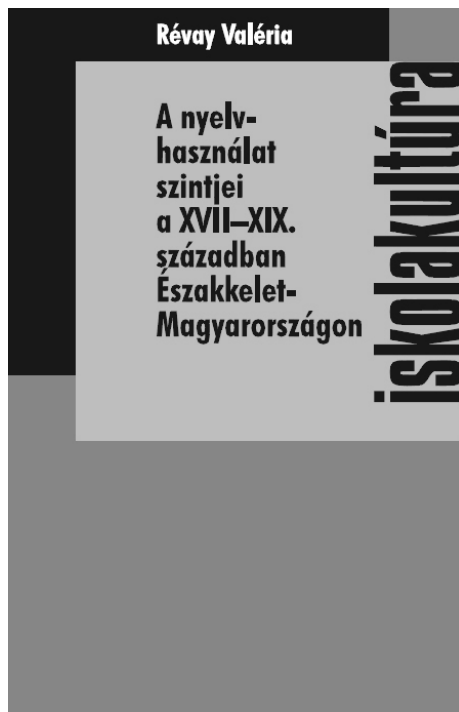 Révay Valéria
A nyelv-
használat
szintjei
a XVII–XIX.
században
Északkelet-
Magyarországon
iskolakultúra